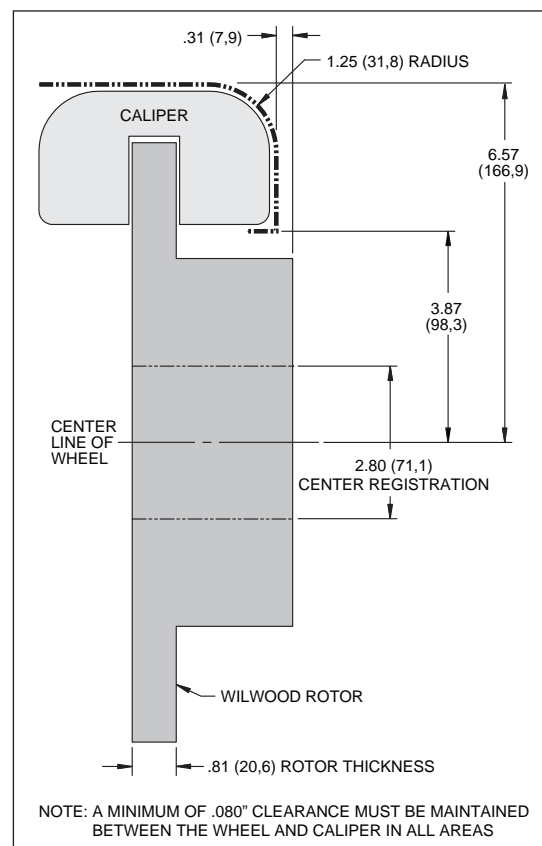 .31 (7,9)
1.25 (31,8) RADIUS
CALIPER
6.57
(166,9)
3.87
(98,3)
CENTER
LINE OF
WHEEL
2.80 (71,1)
CENTER REGISTRATION
WILWOOD ROTOR
.81 (20,6) ROTOR THICKNESS
NOTE: A MINIMUM OF .080" CLEARANCE MUST BE MAINTAINED
BETWEEN THE WHEEL AND CALIPER IN ALL AREAS